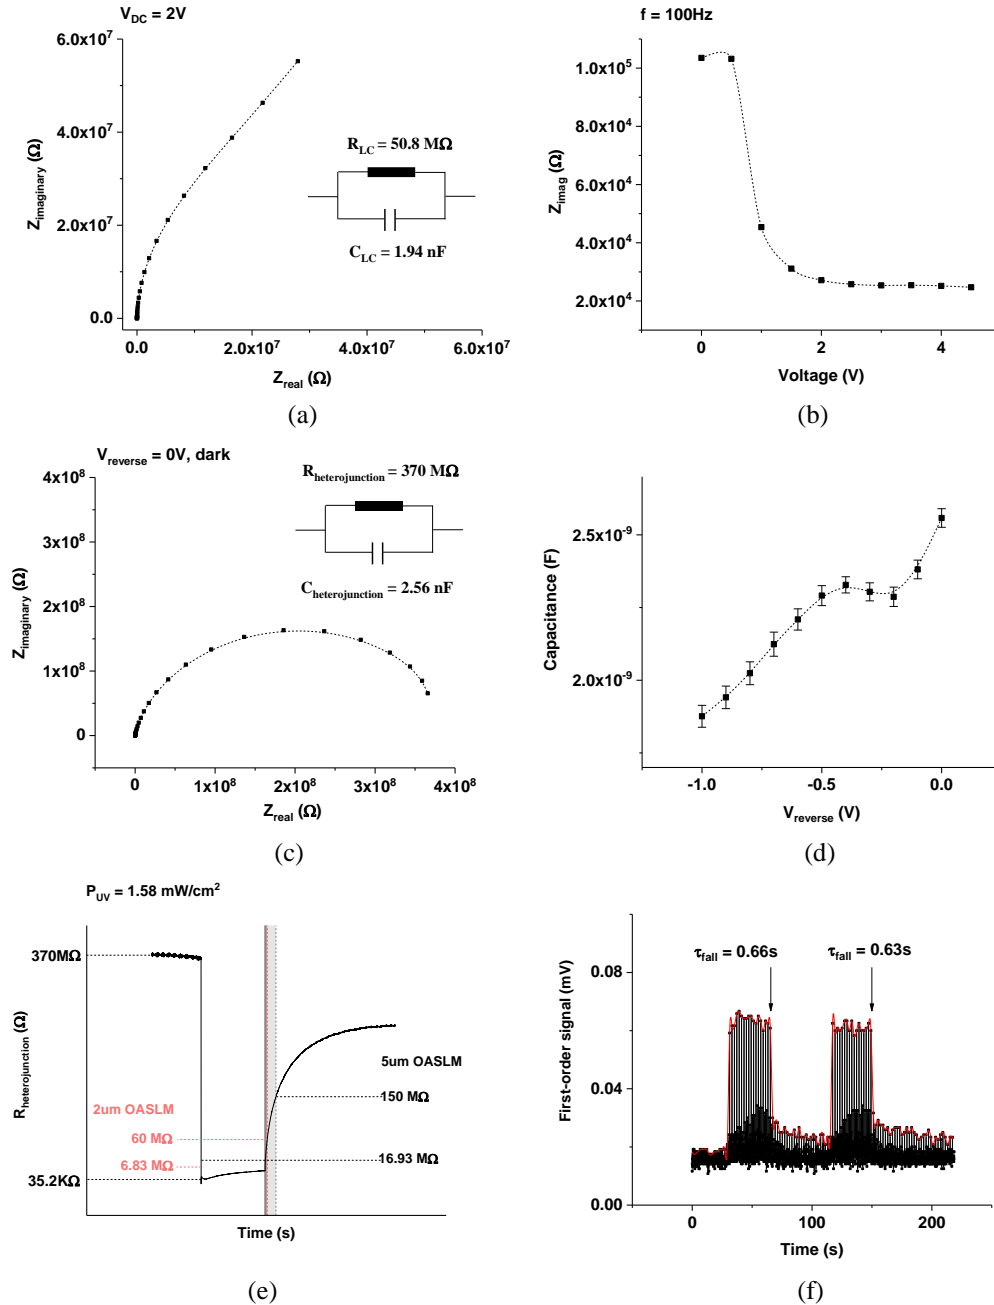 V_DC = 2V
6.0x10^7
4.0x10^7
2.0x10^7
0.0
Z_imaginary (Ω)
R_LC = 50.8 MΩ
C_LC = 1.94 nF
0.0 2.0x10^7 4.0x10^7 6.0x10^7
Z_real (Ω)
(a)
f = 100Hz
1.0x10^5
8.0x10^4
6.0x10^4
4.0x10^4
2.0x10^4
Z_imag (Ω)
0 2 4
Voltage (V)
(b)
V_reverse = 0V, dark
4x10^8
3x10^8
2x10^8
1x10^8
0
Z_imaginary (Ω)
R_heterojunction = 370 MΩ
C_heterojunction = 2.56 nF
0 1x10^8 2x10^8 3x10^8 4x10^8
Z_real (Ω)
(c)
2.5x10^-9
2.0x10^-9
Capacitance (F)
-1.0 -0.5 0.0
V_reverse (V)
(d)
P_UV = 1.58 mW/cm^2
370MΩ
R_heterojunction (Ω)
5um OASLM
150 MΩ
2um OASLM
60 MΩ
16.93 MΩ
6.83 MΩ
35.2KΩ
Time (s)
(e)
τ_fall = 0.66s τ_fall = 0.63s
0.08
0.04
0.00
First-order signal (mV)
0 100 200
Time (s)
(f)